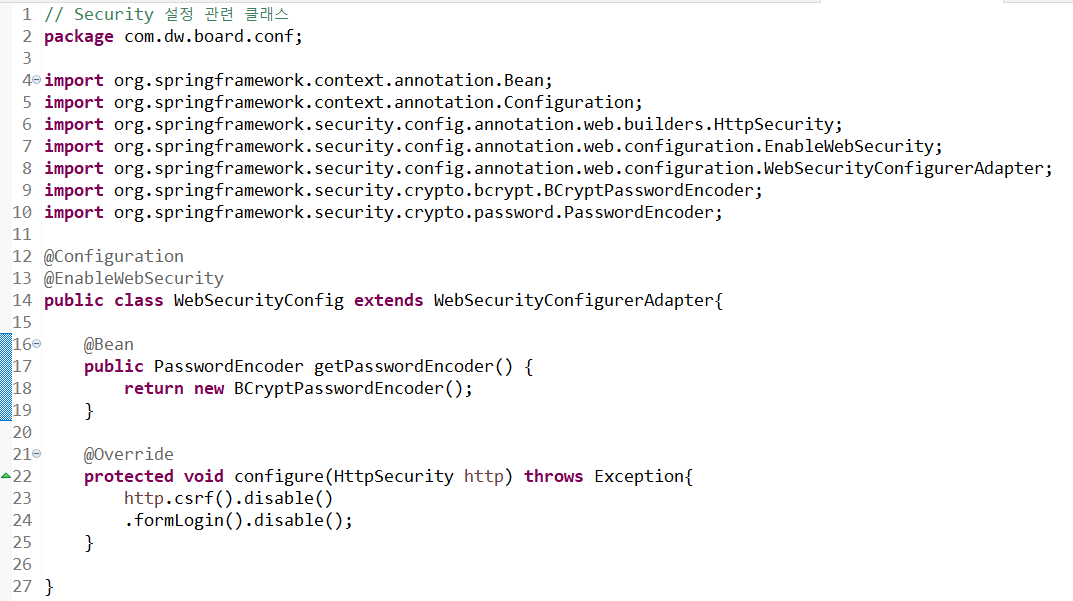 1 // Security 설정 관련 클래스
2 package com.dw.board.conf;
3
4 import org.springframework.context.annotation.Bean;
5 import org.springframework.context.annotation.Configuration;
6 import org.springframework.security.config.annotation.web.builders.HttpSecurity;
7 import org.springframework.security.config.annotation.web.configuration.EnableWebSecurity;
8 import org.springframework.security.config.annotation.web.configuration.WebSecurityConfigurerAdapter;
9 import org.springframework.security.crypto.bcrypt.BCryptPasswordEncoder;
10 import org.springframework.security.crypto.password.PasswordEncoder;
11
12 @Configuration
13 @EnableWebSecurity
14 public class WebSecurityConfig extends WebSecurityConfigurerAdapter{
15
16 @Bean
17 public PasswordEncoder getPasswordEncoder() {
18 return new BCryptPasswordEncoder();
19 }
20
21 @Override
22 protected void configure(HttpSecurity http) throws Exception{
23 http.csrf().disable()
24 .formLogin().disable();
25 }
26
27 }